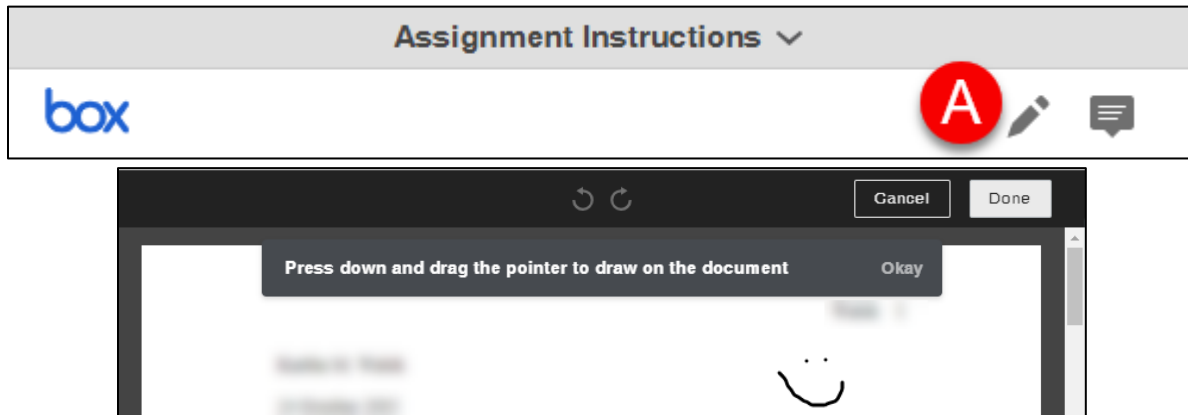 Assignment Instructions
box
A
Cancel Done
Press down and drag the pointer to draw on the document Okay